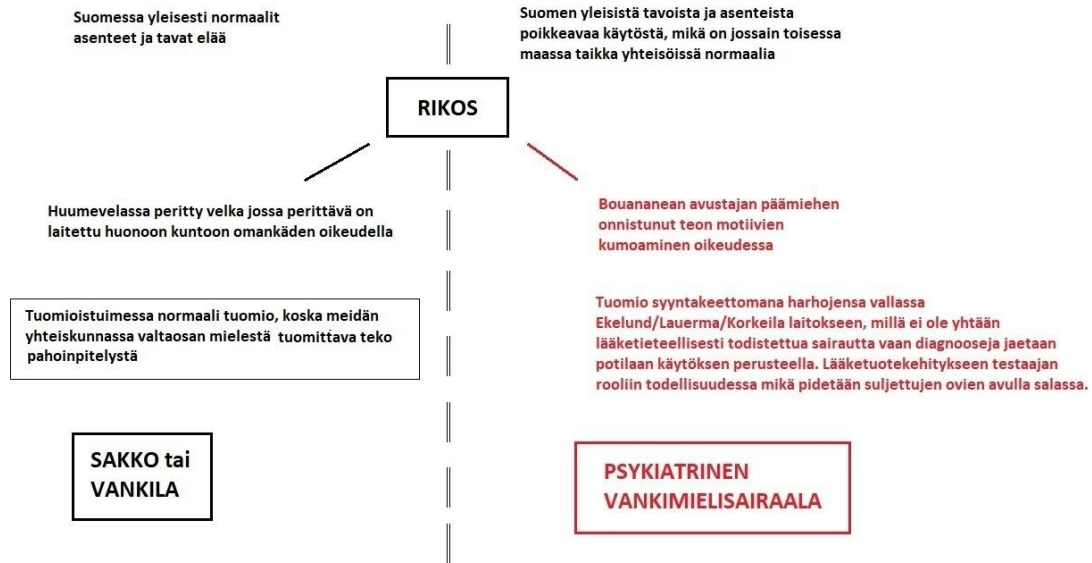 Suomessa yleisesti normaalit
asenteet ja tavat elää
Suomen yleisistä tavoista ja asenteista
poikkeavaa käytöstä, mikä on jossain toisessa
maassa taikka yhteisöissä normaalia
RIKOS
Huumevelassa peritty velka jossa perittävä on
laitettu huonoon kuntoon omankäden oikeudella
Bouananean avustajan päämiehen
onnistunut teon motiivien
kumoaminen oikeudessa
Tuomioistuimessa normaali tuomio, koska meidän
yhteiskunnassa valtaosan mielestä tuomittava teko
pahoinpitelystä
Tuomio syyntakeettomana harhojensa vallassa
Ekelund/Lauerma/Korkeila laitokseen, millä ei ole yhtään
lääketieteellisesti todistettua sairautta vaan diagnooseja jaetaan
potilaan käytöksen perusteella. Lääketuotekehitykseen testaajan
rooliin todellisuudessa mikä pidetään suljettujen ovien avulla salassa.
SAKKO tai
VANKILA
PSYKIATRINEN
VANKIMIELISAIRAALA